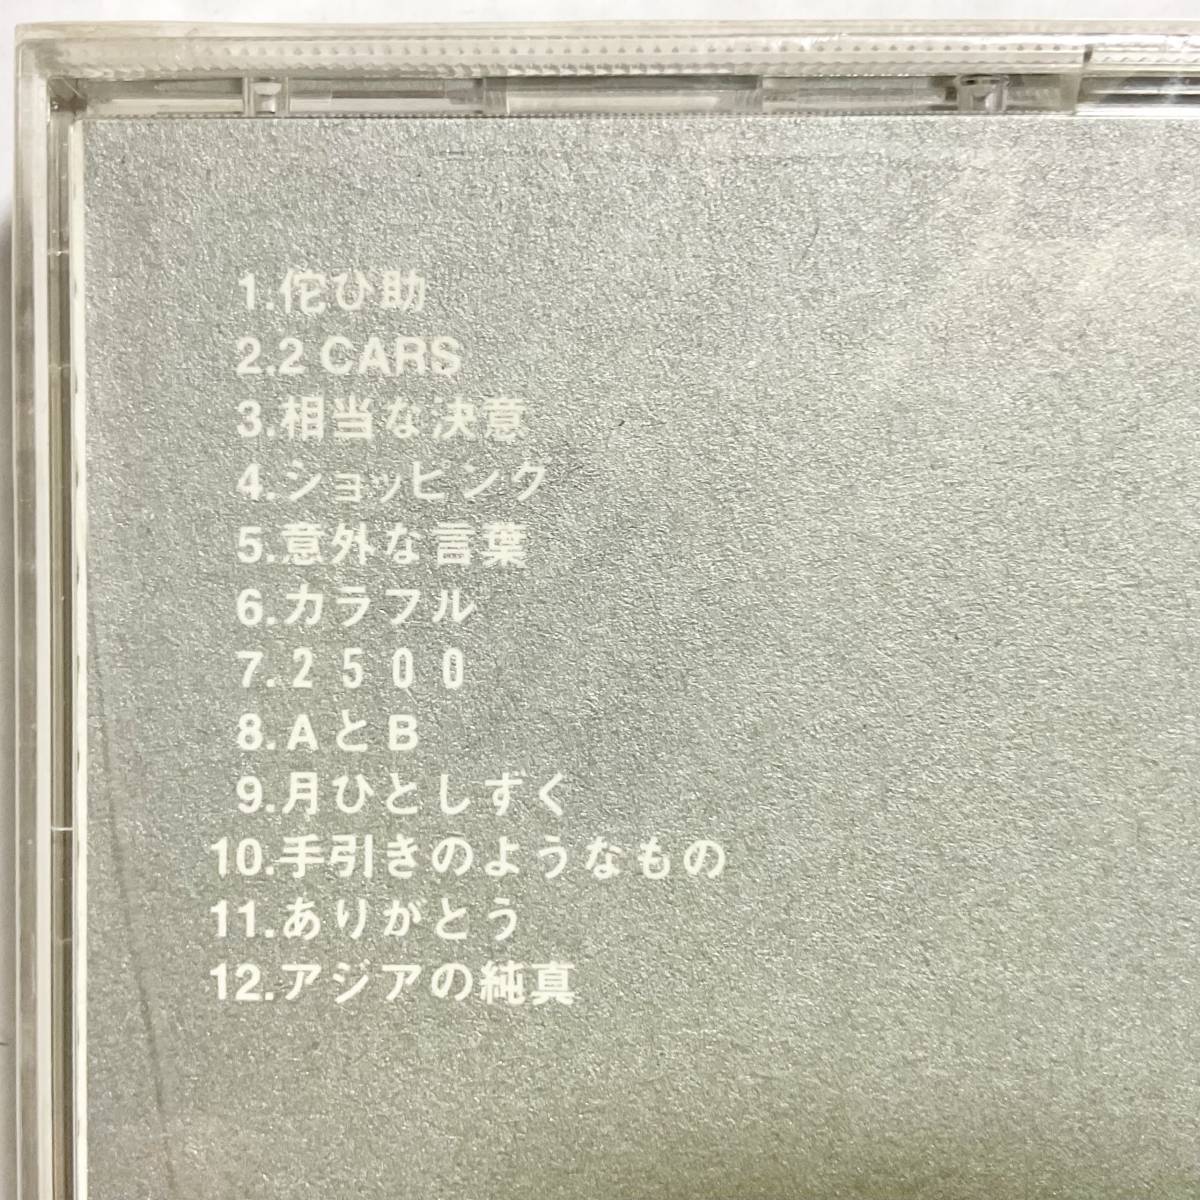 1.侘び助
2.2 CARS
3.相当な決意
4.ショッピング
5.意外な言葉
6.カラフル
7.２５００
8.AとB
9.月ひとしずく
10.手引きのようなもの
11.ありがとう
12.アジアの純真